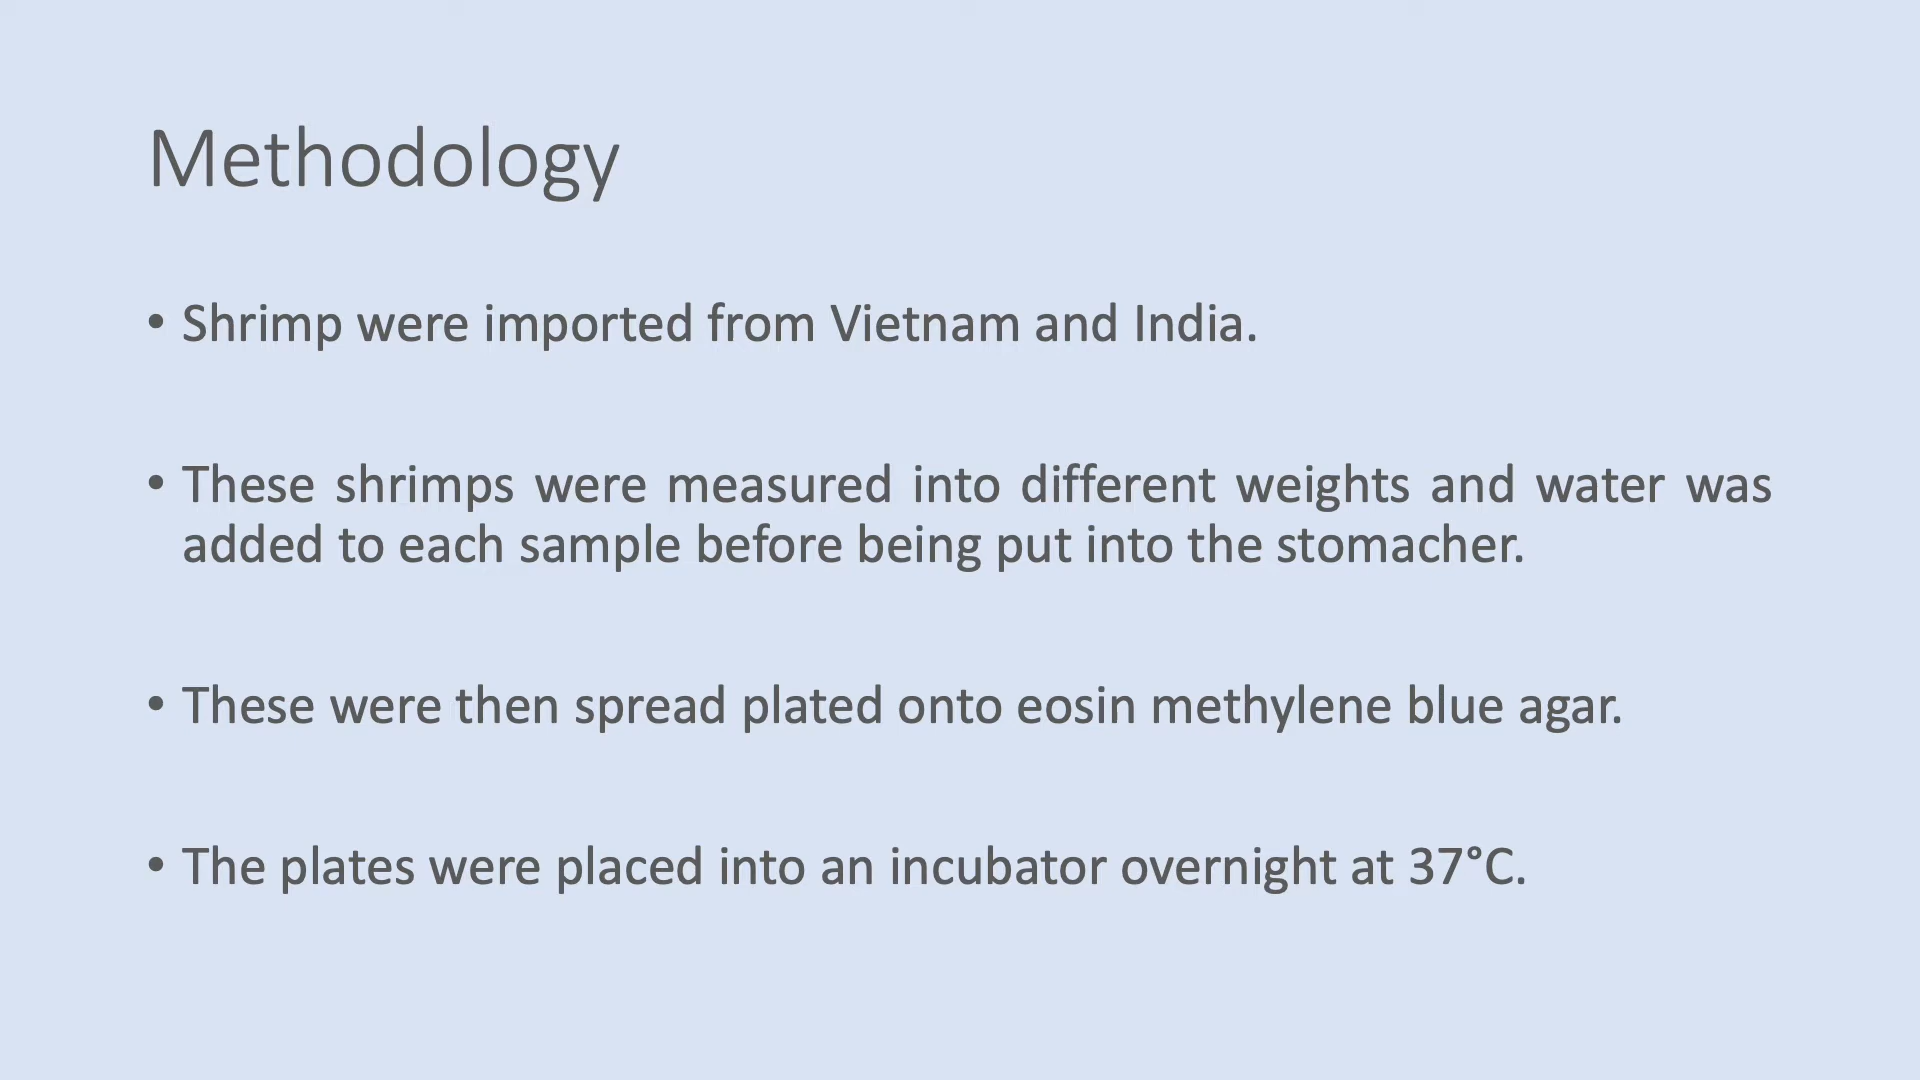 Methodology
• Shrimp were imported from Vietnam and India.
• These shrimps were measured into different weights and water was
added to each sample before being put into the stomacher.
• These were then spread plated onto eosin methylene blue agar.
• The plates were placed into an incubator overnight at 37°C.